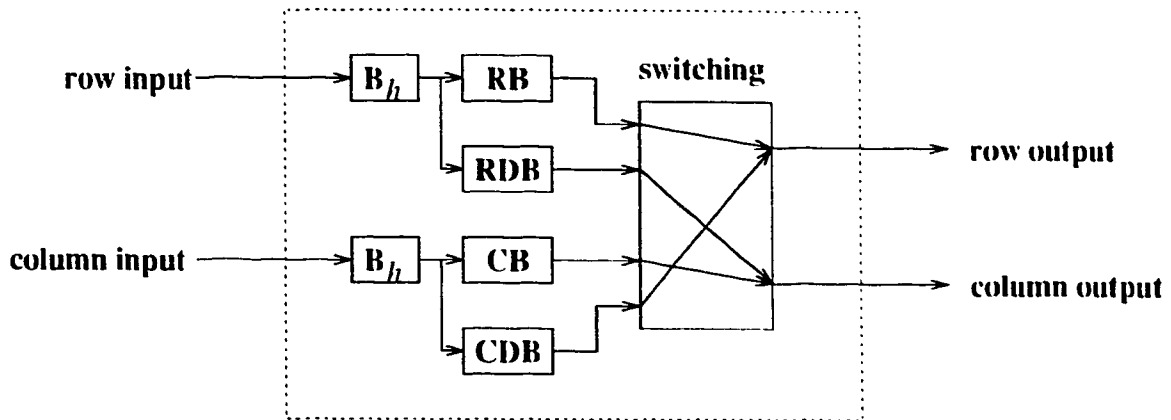 row input
B_h
RB
switching
row output
RDB
column input
B_h
CB
column output
CDB